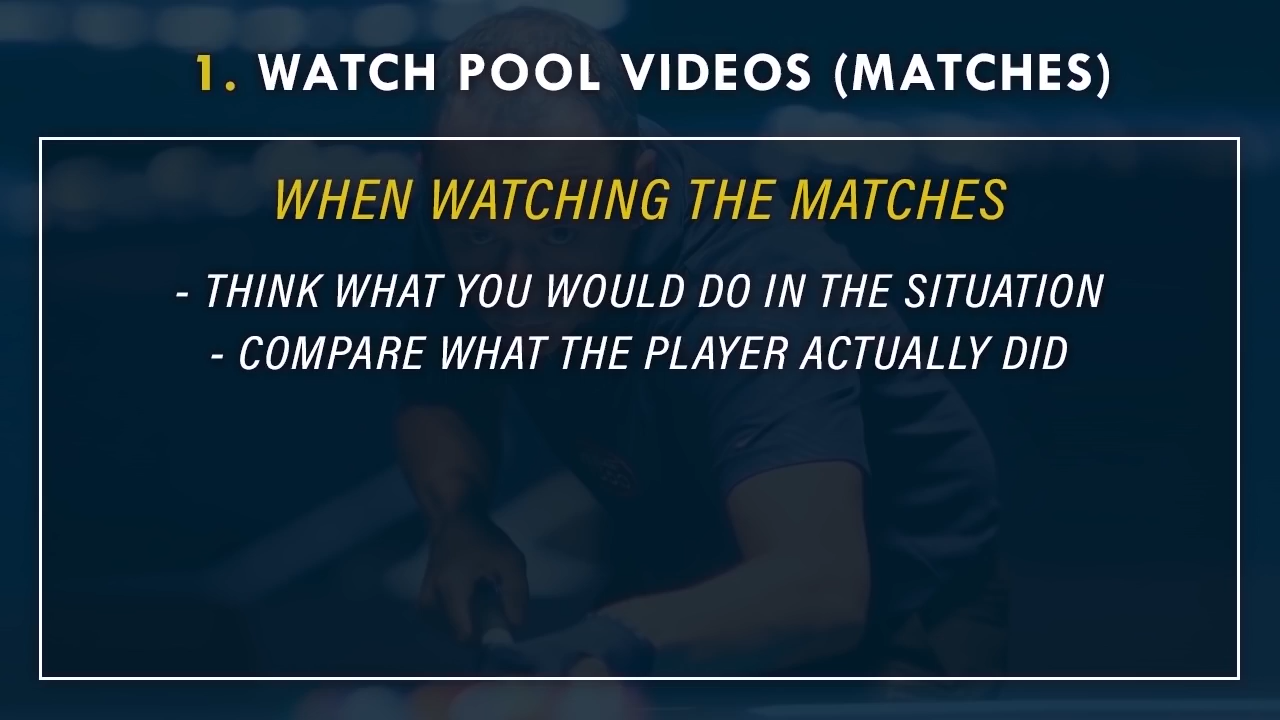 1. WATCH POOL VIDEOS (MATCHES)
WHEN WATCHING THE MATCHES
- THINK WHAT YOU WOULD DO IN THE SITUATION
- COMPARE WHAT THE PLAYER ACTUALLY DID